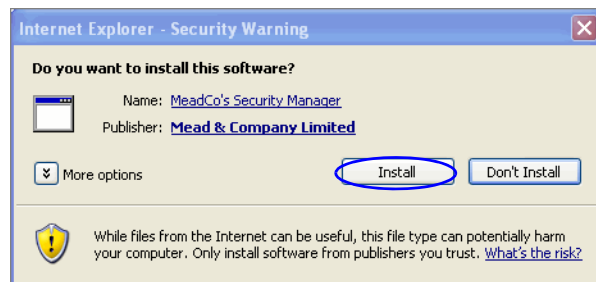 Internet Explorer - Security Warning
Do you want to install this software?
Name: MeadCo's Security Manager
Publisher: Mead & Company Limited
More options Install Don't Install
While files from the Internet can be useful, this file type can potentially harm
your computer. Only install software from publishers you trust. What's the risk?